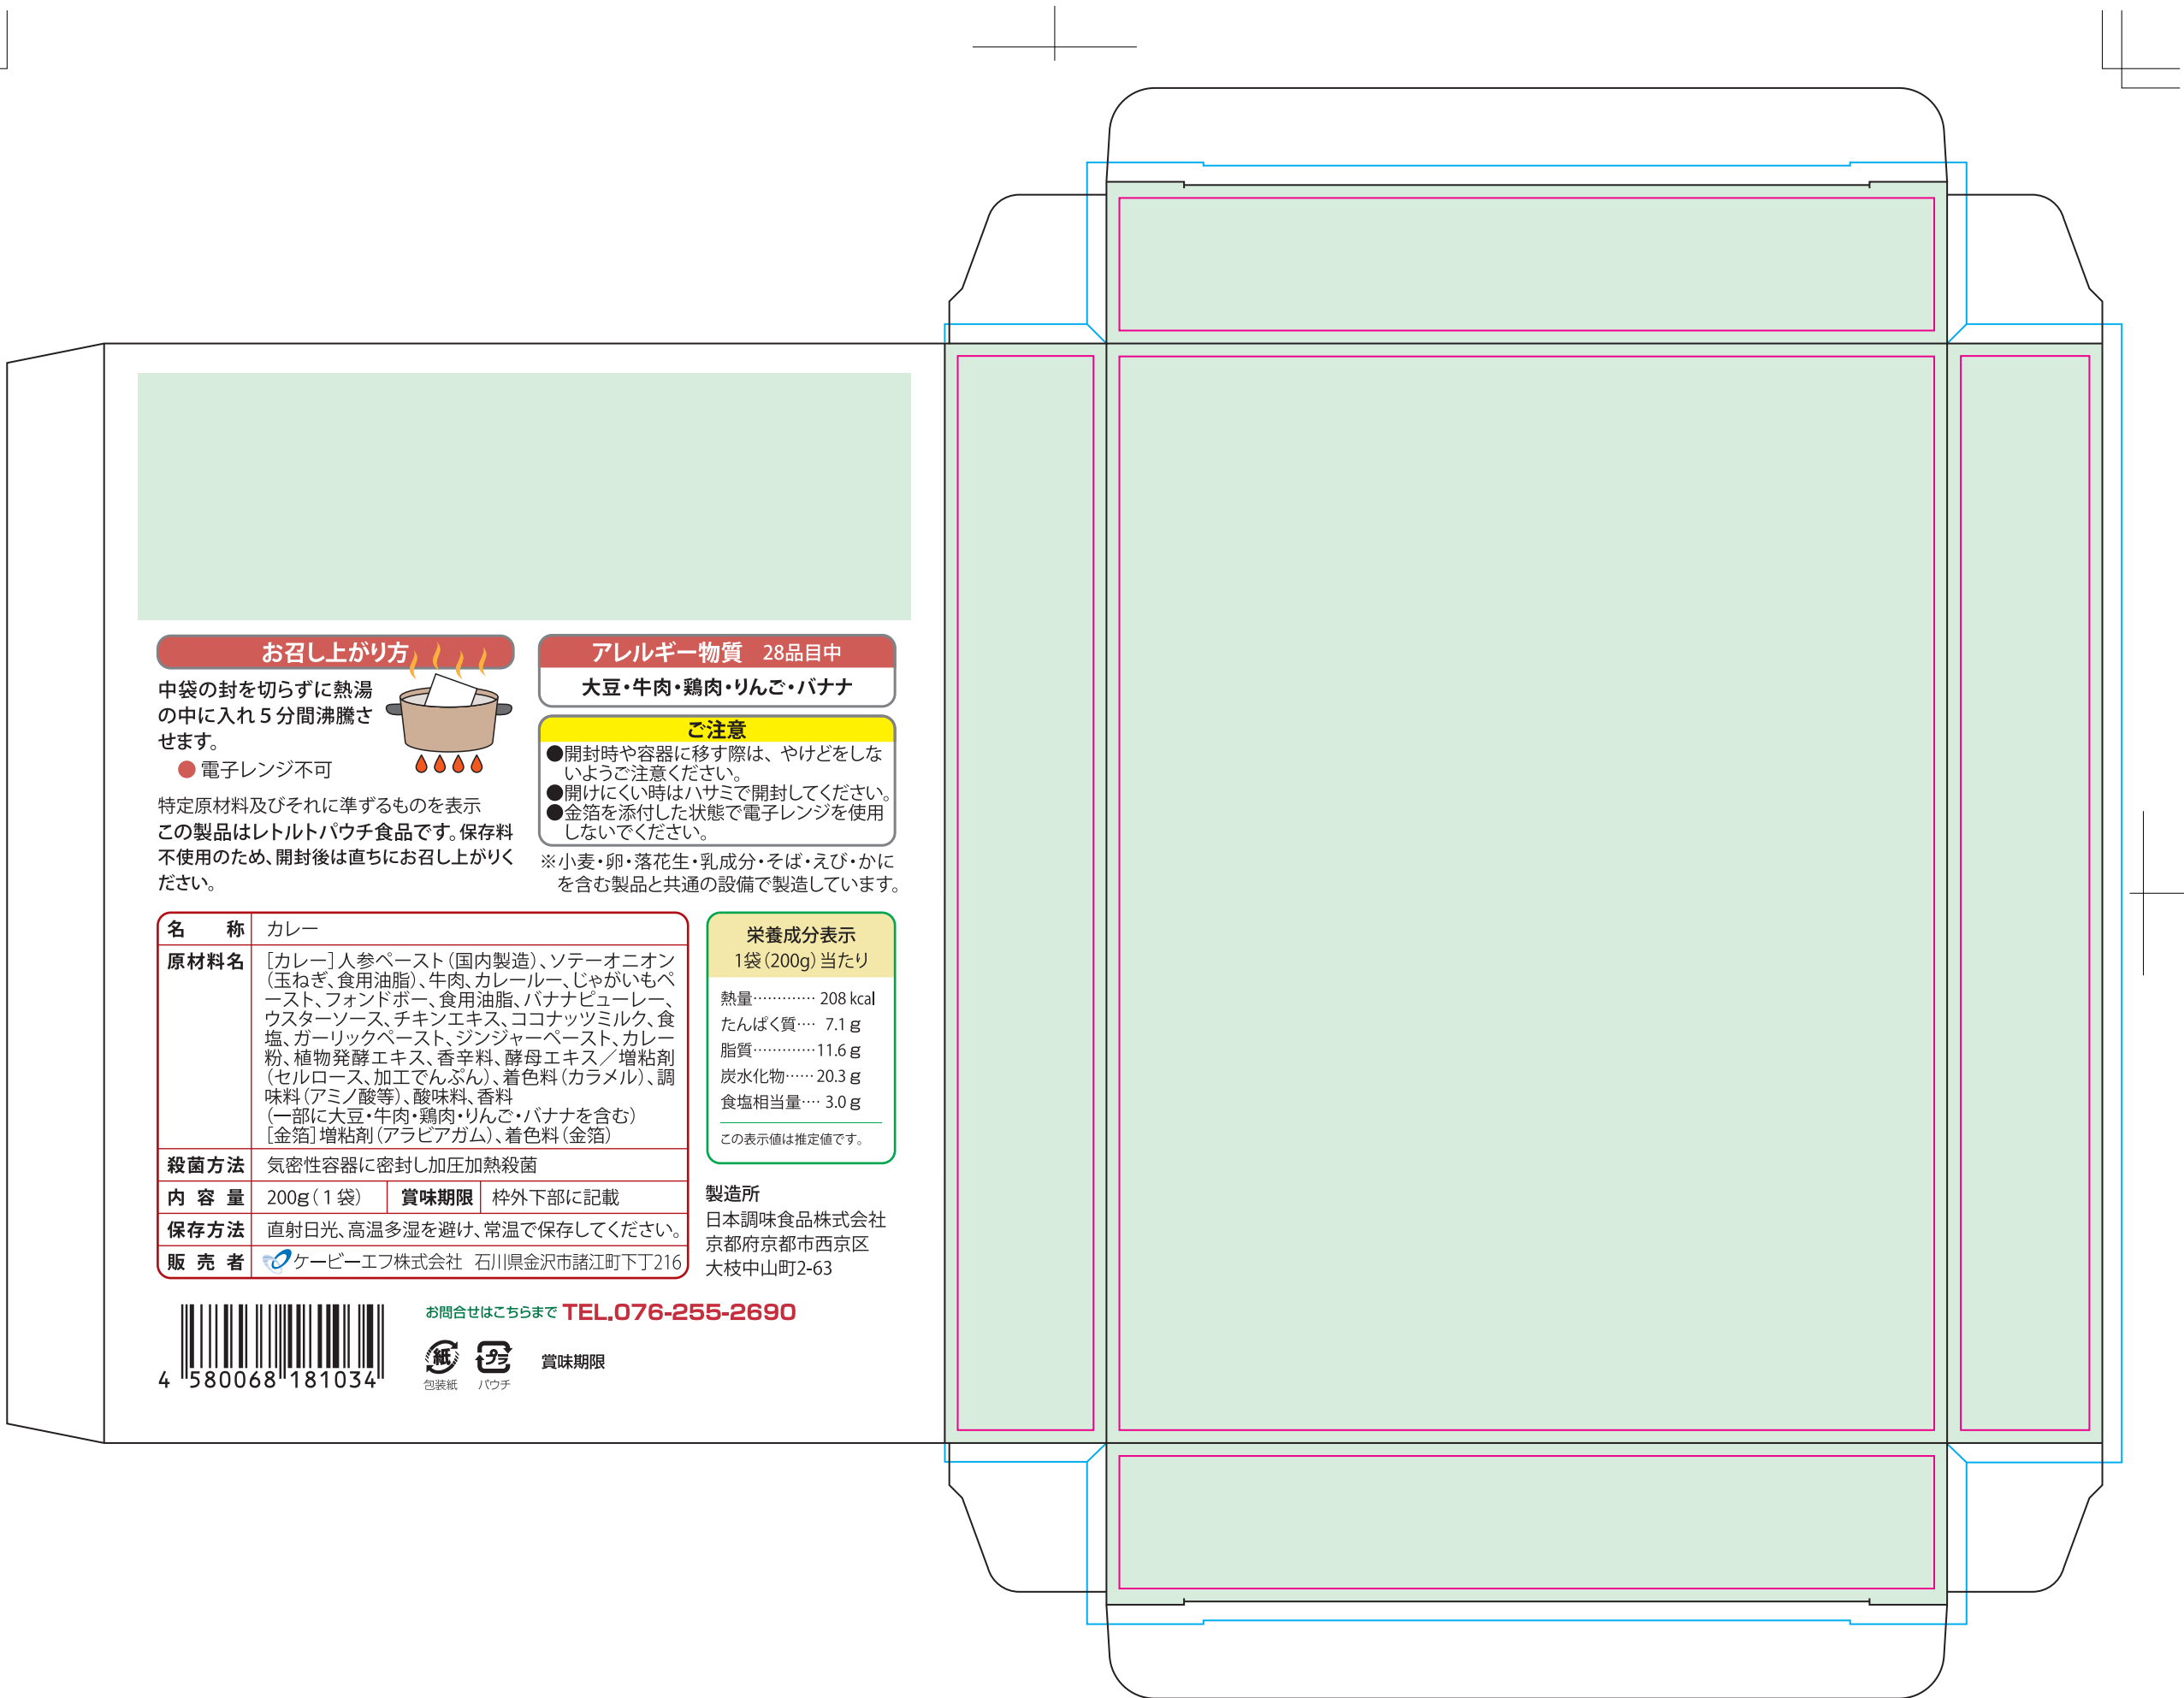 お召し上がり方
中袋の封を切らずに熱湯
の中に入れ 5 分間沸騰さ
せます。
● 電子レンジ不可
特定原材料及びそれに準ずるものを表示
この製品はレトルトパウチ食品です。保存料
不使用のため、開封後は直ちにお召し上がりく
ださい。
アレルギー物質 28品目中
大豆・牛肉・鶏肉・りんご・バナナ
ご注意
●開封時や容器に移す際は、やけどをしな
いようご注意ください。
●開けにくい時はハサミで開封してください。
●金箔を添付した状態で電子レンジを使用
しないでください。
※小麦・卵・落花生・乳成分・そば・えび・かに
を含む製品と共通の設備で製造しています。
名称 カレー
原材料名 [カレー]人参ペースト(国内製造)、ソテーオニオン
(玉ねぎ、食用油脂)、牛肉、カレールー、じゃがいもペ
ースト、フォンドボー、食用油脂、バナナピューレー、
ウスターソース、チキンエキス、ココナッツミルク、食
塩、ガーリックペースト、ジンジャーペースト、カレー
粉、植物発酵エキス、香辛料、酵母エキス／増粘剤
(セルロース、加工でんぷん)、着色料(カラメル)、調
味料(アミノ酸等)、酸味料、香料
(一部に大豆・牛肉・鶏肉・りんご・バナナを含む)
[金箔]増粘剤(アラビアガム)、着色料(金箔)
殺菌方法 気密性容器に密封し加圧加熱殺菌
内容量 200g(1 袋) 賞味期限 枠外下部に記載
保存方法 直射日光、高温多湿を避け、常温で保存してください。
販売者 ケービーエフ株式会社 石川県金沢市諸江町下丁216
栄養成分表示
1袋(200g)当たり
熱量………… 208 kcal
たんぱく質‥‥ 7.1 g
脂質…………11.6 g
炭水化物……20.3 g
食塩相当量‥‥ 3.0 g
この表示値は推定値です。
製造所
日本調味食品株式会社
京都府京都市西京区
大枝中山町2-63
4 580068 181034
お問合せはこちらまで TEL.076-255-2690
紙 プラ
包装紙 パウチ
賞味期限